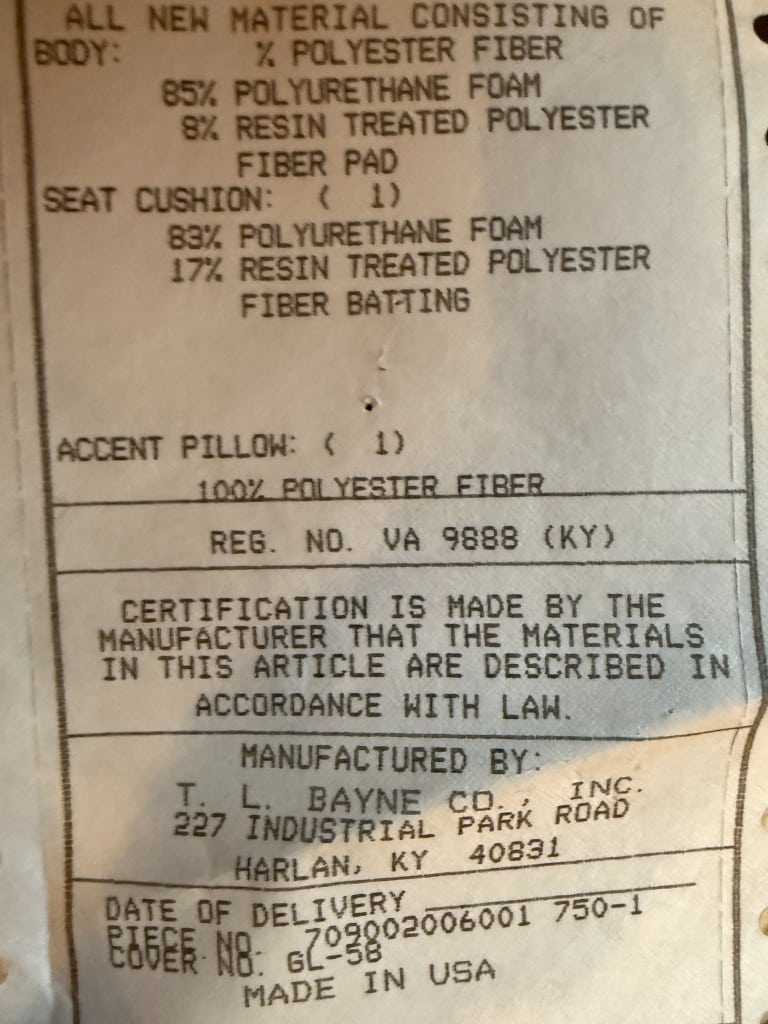 ALL NEW MATERIAL CONSISTING OF
BODY: % POLYESTER FIBER
85% POLYURETHANE FOAM
8% RESIN TREATED POLYESTER
FIBER PAD
SEAT CUSHION: ( 1)
83% POLYURETHANE FOAM
17% RESIN TREATED POLYESTER
FIBER BATTING
ACCENT PILLOW: ( 1)
100% POLYESTER FIBER
REG. NO. VA 9888 (KY)
CERTIFICATION IS MADE BY THE
MANUFACTURER THAT THE MATERIALS
IN THIS ARTICLE ARE DESCRIBED IN
ACCORDANCE WITH LAW.
MANUFACTURED BY:
T. L. BAYNE CO., INC.
227 INDUSTRIAL PARK ROAD
HARLAN, KY 40831
DATE OF DELIVERY
PIECE NO. 709002006001 750-1
COVER NO. GL-58
MADE IN USA